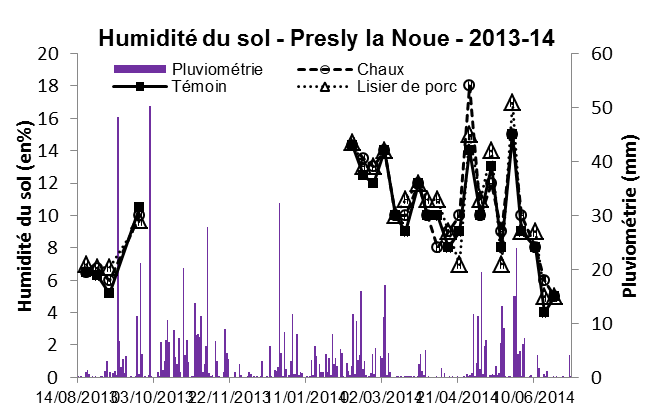 Humidité du sol - Presly la Noue - 2013-14
Pluviométrie
Chaux
Témoin
Lisier de porc
Humidité du sol (en%)
20
18
16
14
12
10
8
6
4
2
0
Pluviométrie (mm)
60
50
40
30
20
10
0
14/08/2013 03/10/2013 22/11/2013 11/01/2014 02/03/2014 21/04/2014 10/06/2014